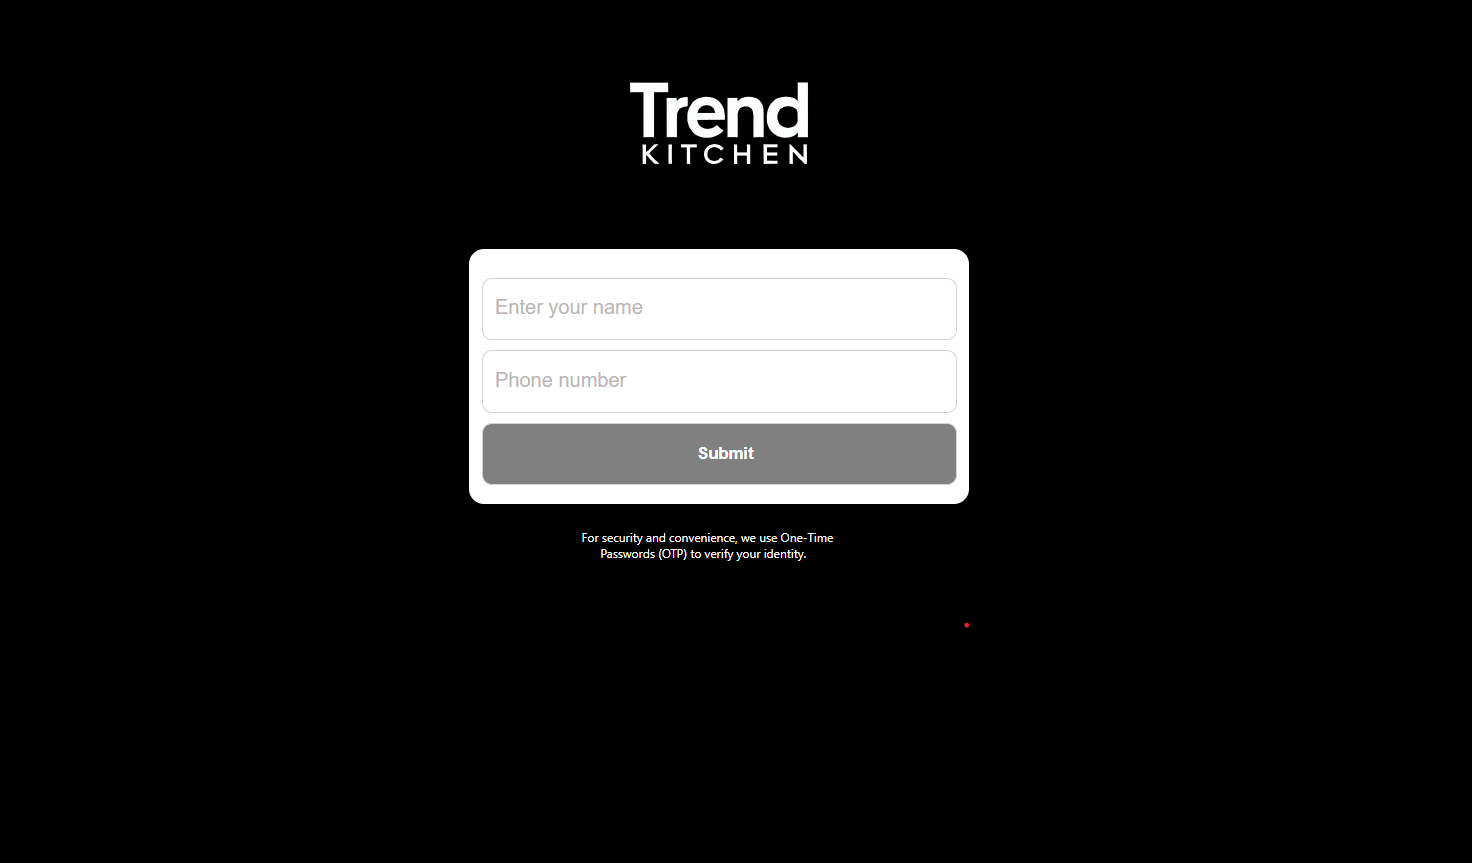 Trend
KITCHEN
Enter your name
Phone number
Submit
For security and convenience, we use One-Time
Passwords (OTP) to verify your identity.